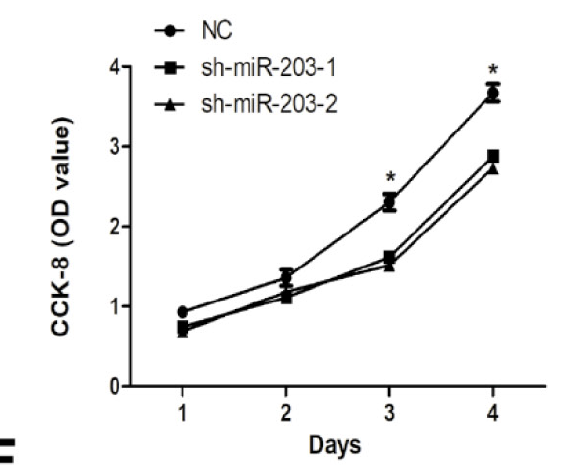 NC
sh-miR-203-1
sh-miR-203-2
CCK-8 (OD value)
4
3
2
1
0
*
*
1 2 3 4
Days